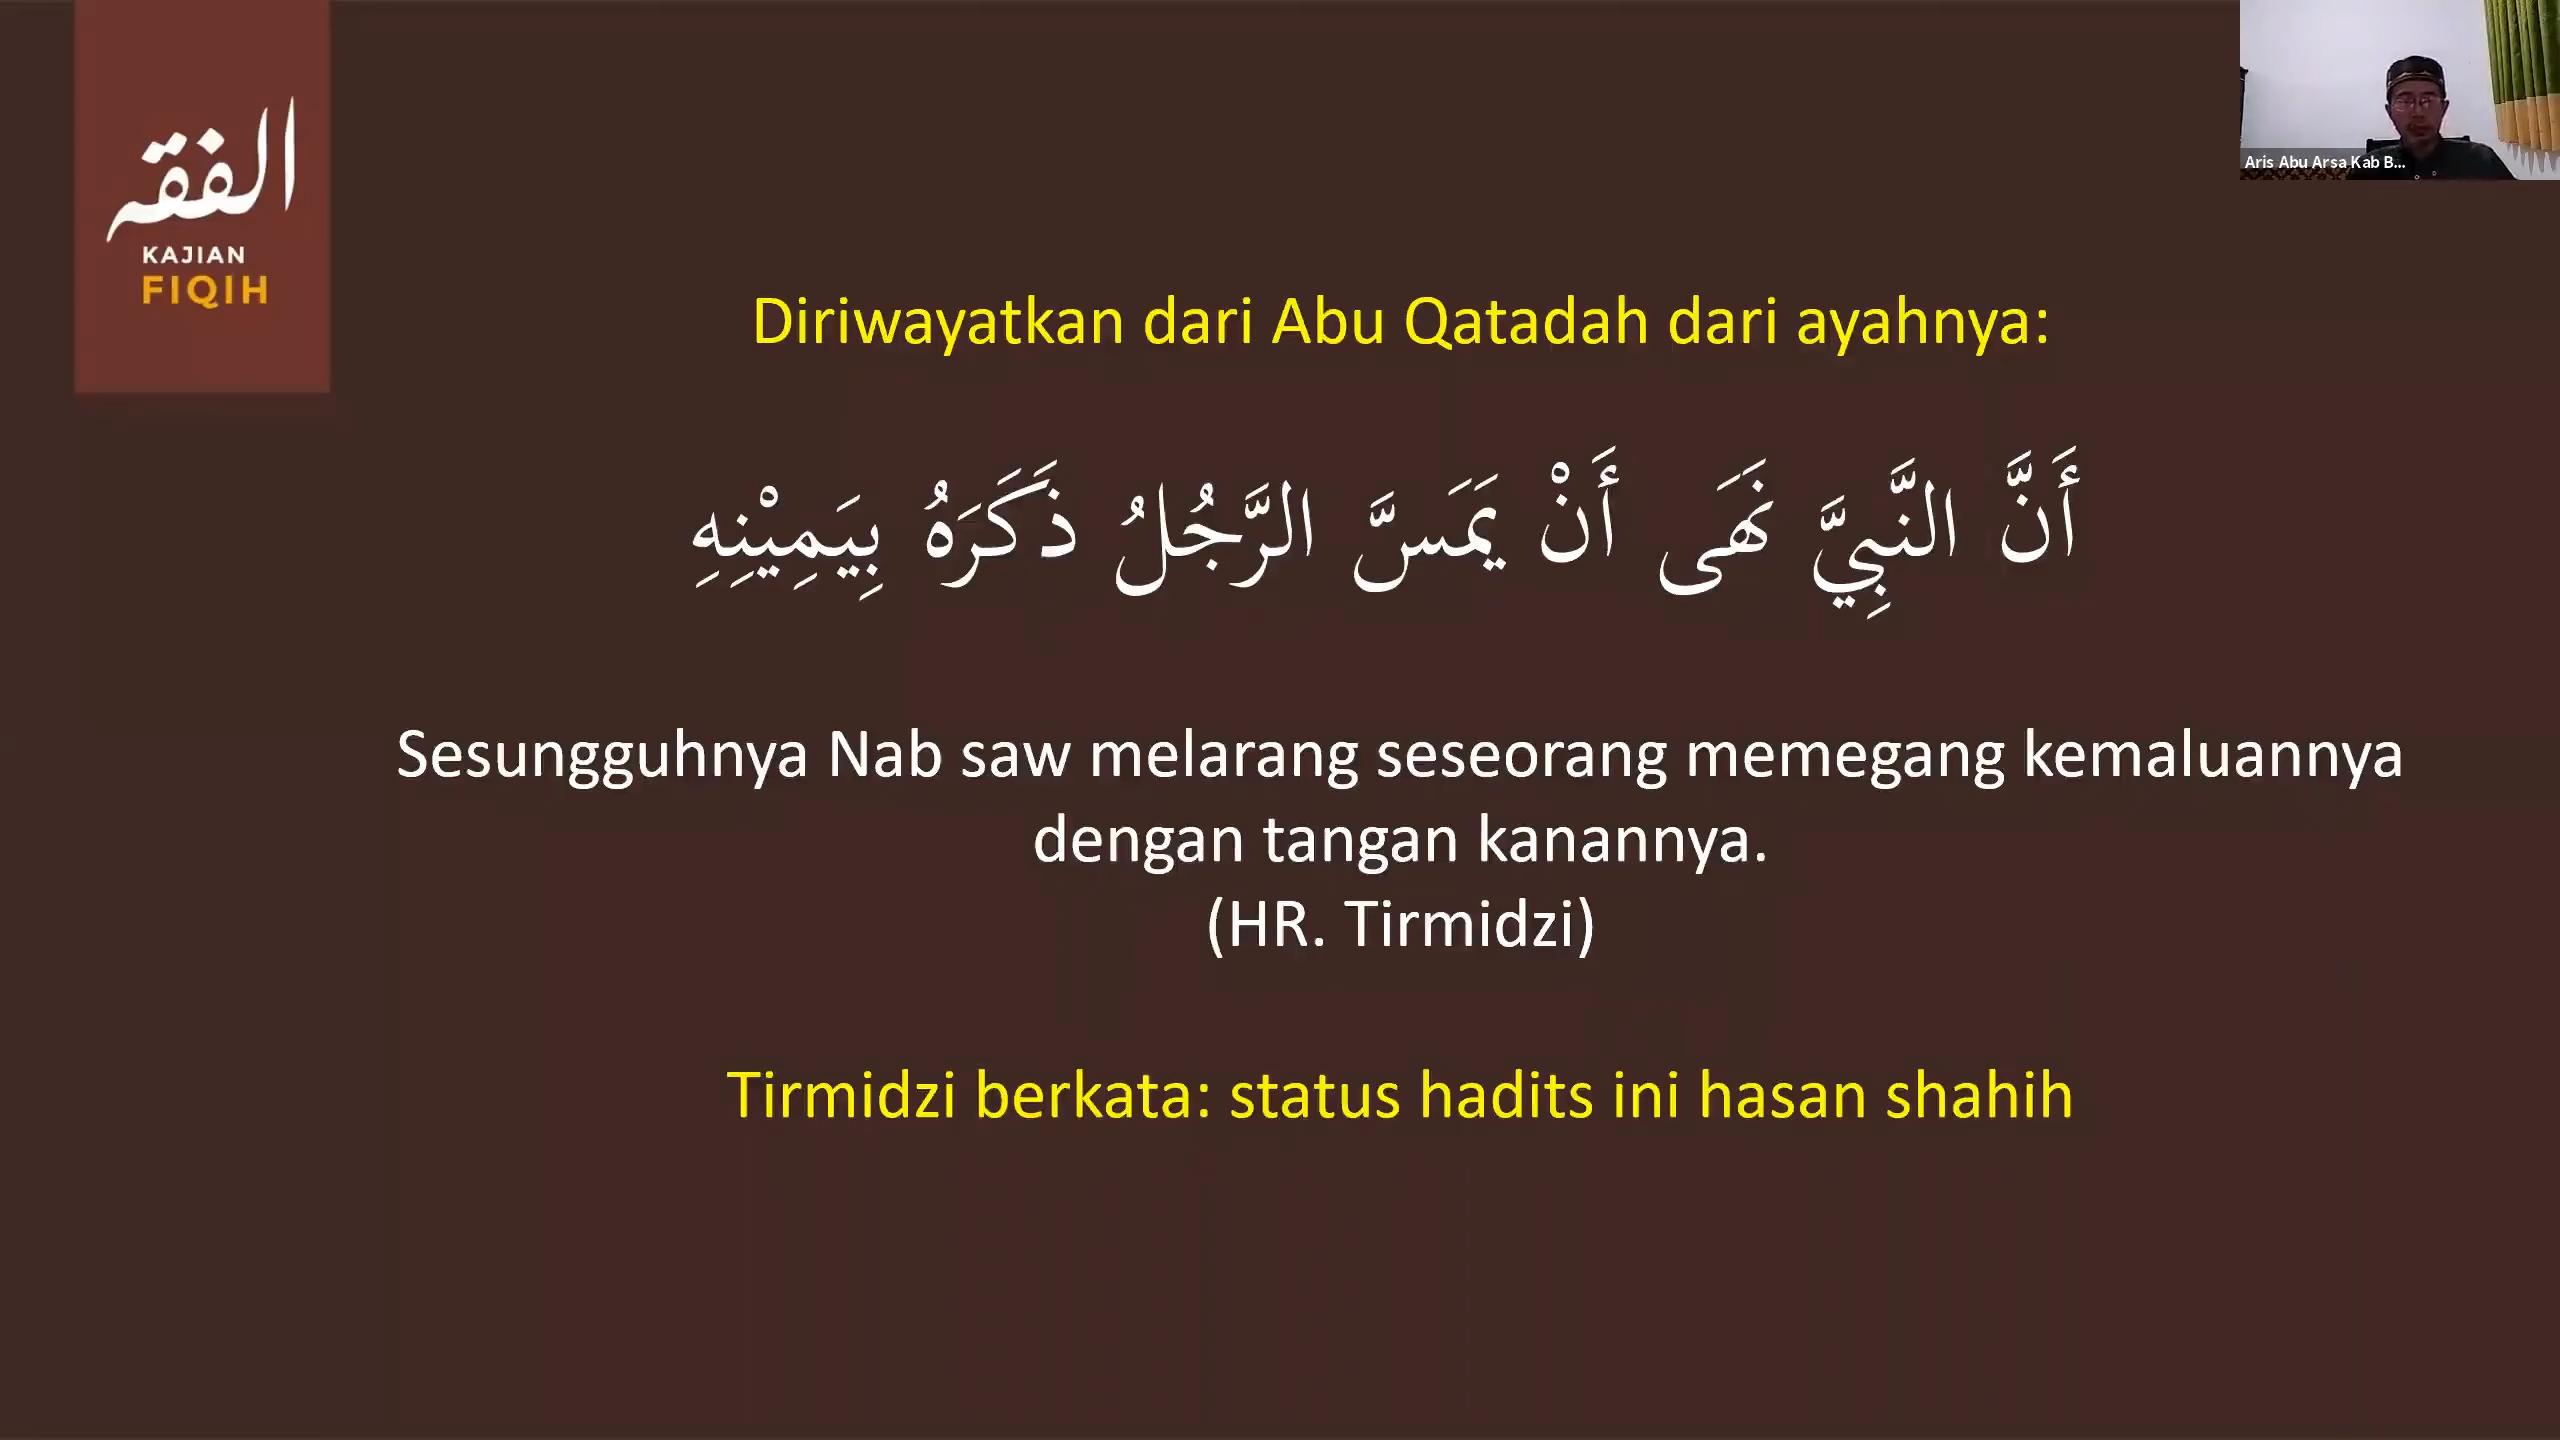 الفقه
KAJIAN
FIQIH
Aris Abu Arsa Kab B...
Diriwayatkan dari Abu Qatadah dari ayahnya:
أَنَّ النَّبِيَّ نَهَى أَنْ يَمَسَّ الرَّجُلُ ذَكَرَهُ بِيَمِيْنِهِ
Sesungguhnya Nab saw melarang seseorang memegang kemaluannya
dengan tangan kanannya.
(HR. Tirmidzi)
Tirmidzi berkata: status hadits ini hasan shahih